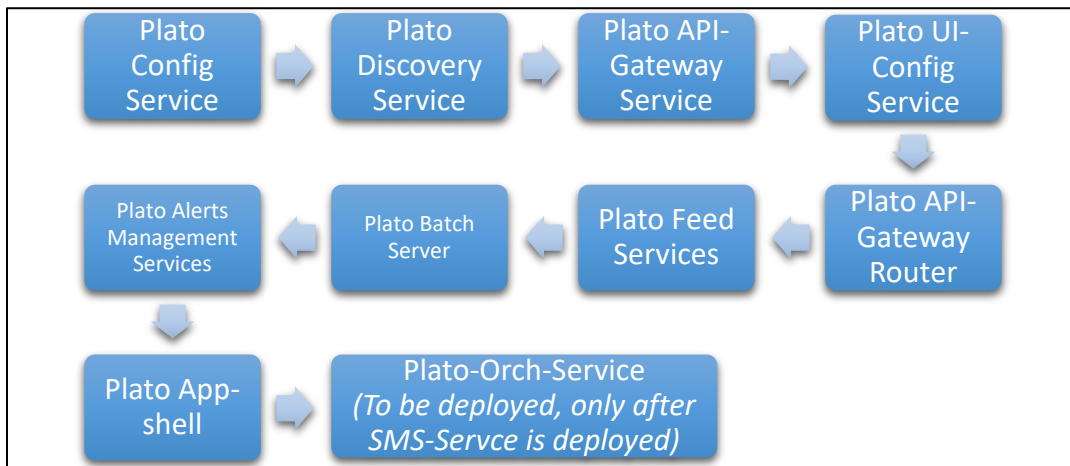 Plato
Config
Service
Plato
Discovery
Service
Plato API-
Gateway
Service
Plato UI-
Config
Service
Plato API-
Gateway
Router
Plato Feed
Services
Plato Batch
Server
Plato Alerts
Management
Services
Plato App-
shell
Plato-Orch-Service
(To be deployed, only after
SMS-Servce is deployed)